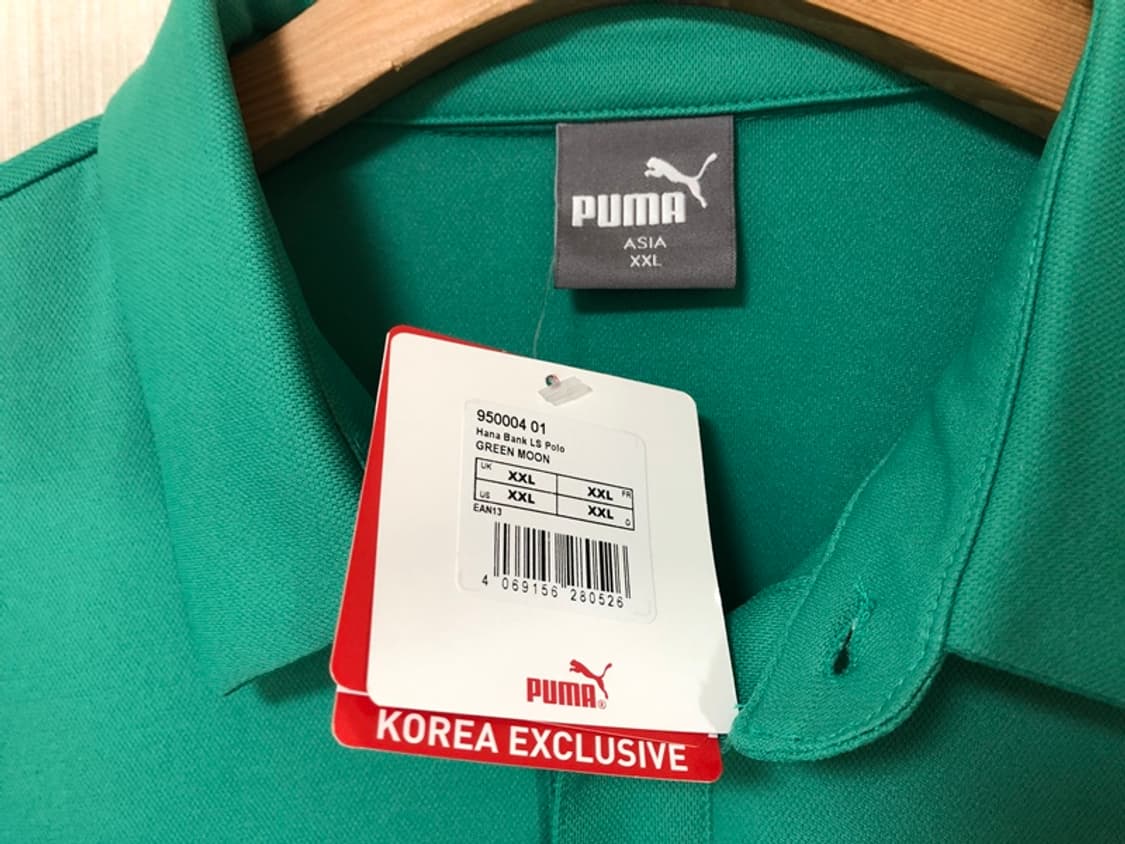 PUMA
ASIA
XXL
950004 01
Hana Bank LS Polo
GREEN MOON
UK XXL XXL FR
US XXL XXL D
EAN13
4 069156 280526
PUMA®
KOREA EXCLUSIVE